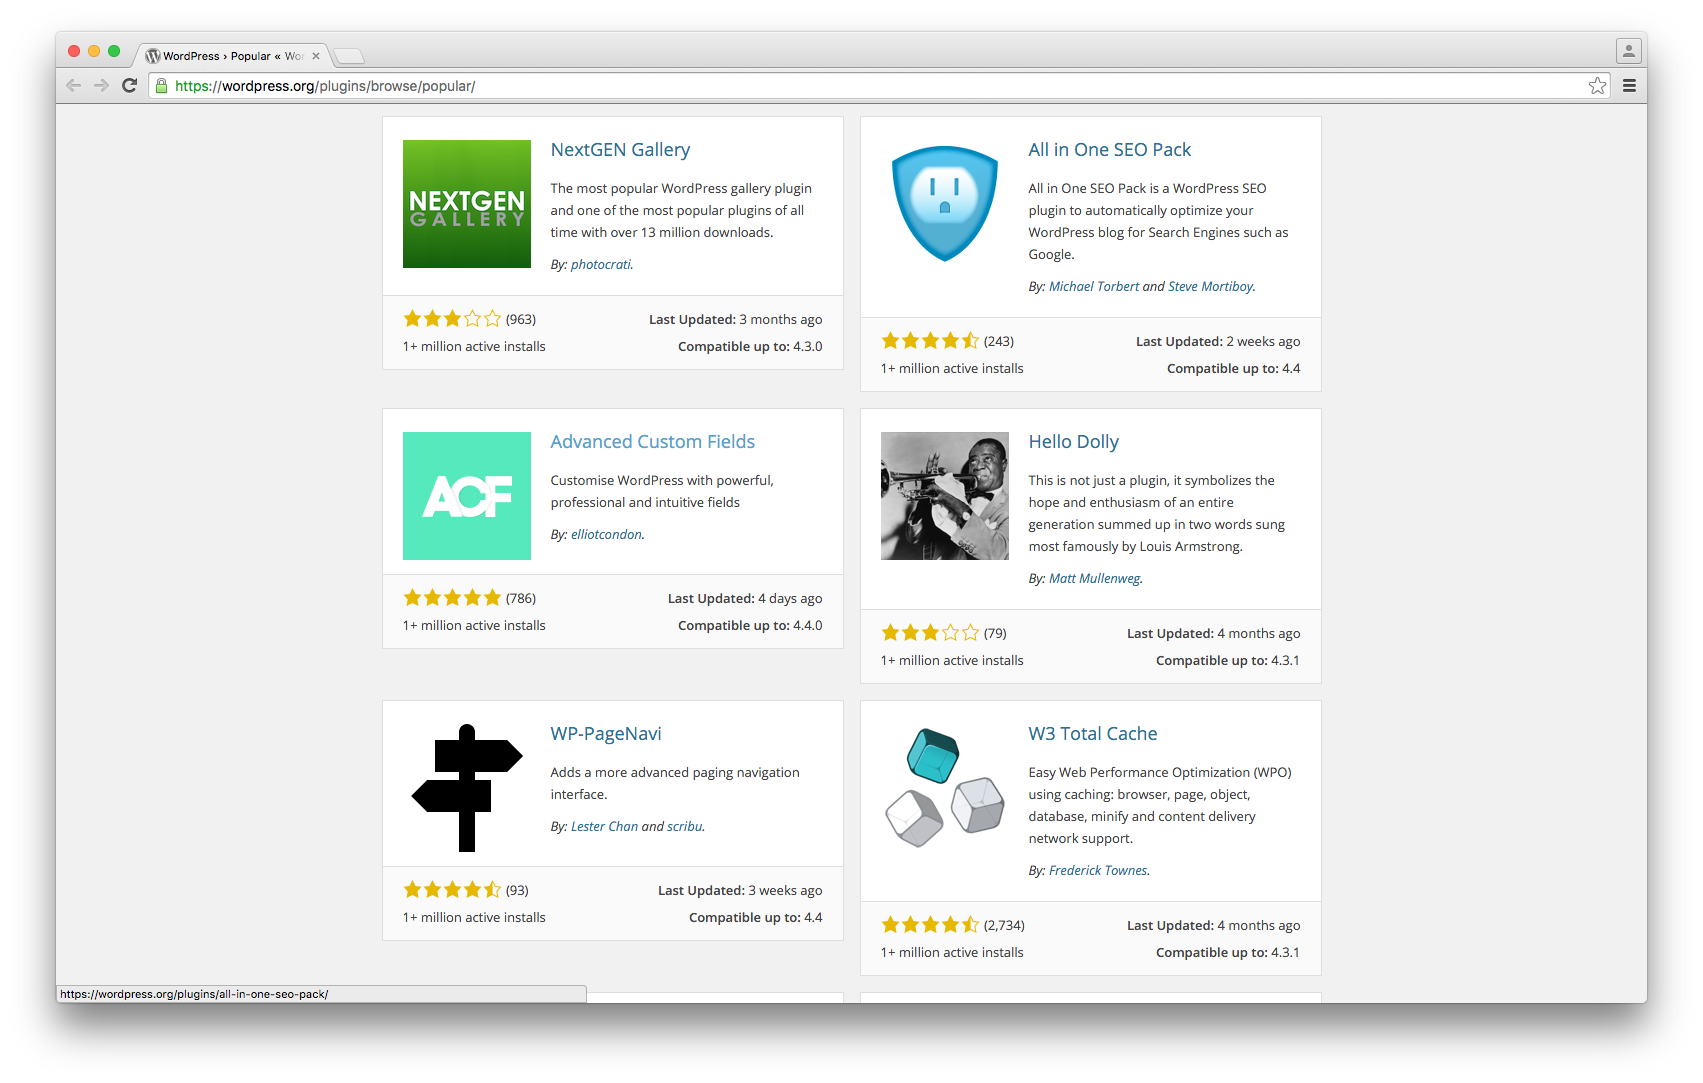 WordPress › Popular « Wor
https://wordpress.org/plugins/browse/popular/
NEXTGEN
GALLERY
NextGEN Gallery
The most popular WordPress gallery plugin
and one of the most popular plugins of all
time with over 13 million downloads.
By: photocrati.
(963)
Last Updated: 3 months ago
1+ million active installs
Compatible up to: 4.3.0
All in One SEO Pack
All in One SEO Pack is a WordPress SEO
plugin to automatically optimize your
WordPress blog for Search Engines such as
Google.
By: Michael Torbert and Steve Mortiboy.
(243)
Last Updated: 2 weeks ago
1+ million active installs
Compatible up to: 4.4
ACF
Advanced Custom Fields
Customise WordPress with powerful,
professional and intuitive fields
By: elliotcondon.
(786)
Last Updated: 4 days ago
1+ million active installs
Compatible up to: 4.4.0
Hello Dolly
This is not just a plugin, it symbolizes the
hope and enthusiasm of an entire
generation summed up in two words sung
most famously by Louis Armstrong.
By: Matt Mullenweg.
(79)
Last Updated: 4 months ago
1+ million active installs
Compatible up to: 4.3.1
WP-PageNavi
Adds a more advanced paging navigation
interface.
By: Lester Chan and scribu.
(93)
Last Updated: 3 weeks ago
1+ million active installs
Compatible up to: 4.4
W3 Total Cache
Easy Web Performance Optimization (WPO)
using caching: browser, page, object,
database, minify and content delivery
network support.
By: Frederick Townes.
(2,734)
Last Updated: 4 months ago
1+ million active installs
Compatible up to: 4.3.1
https://wordpress.org/plugins/all-in-one-seo-pack/